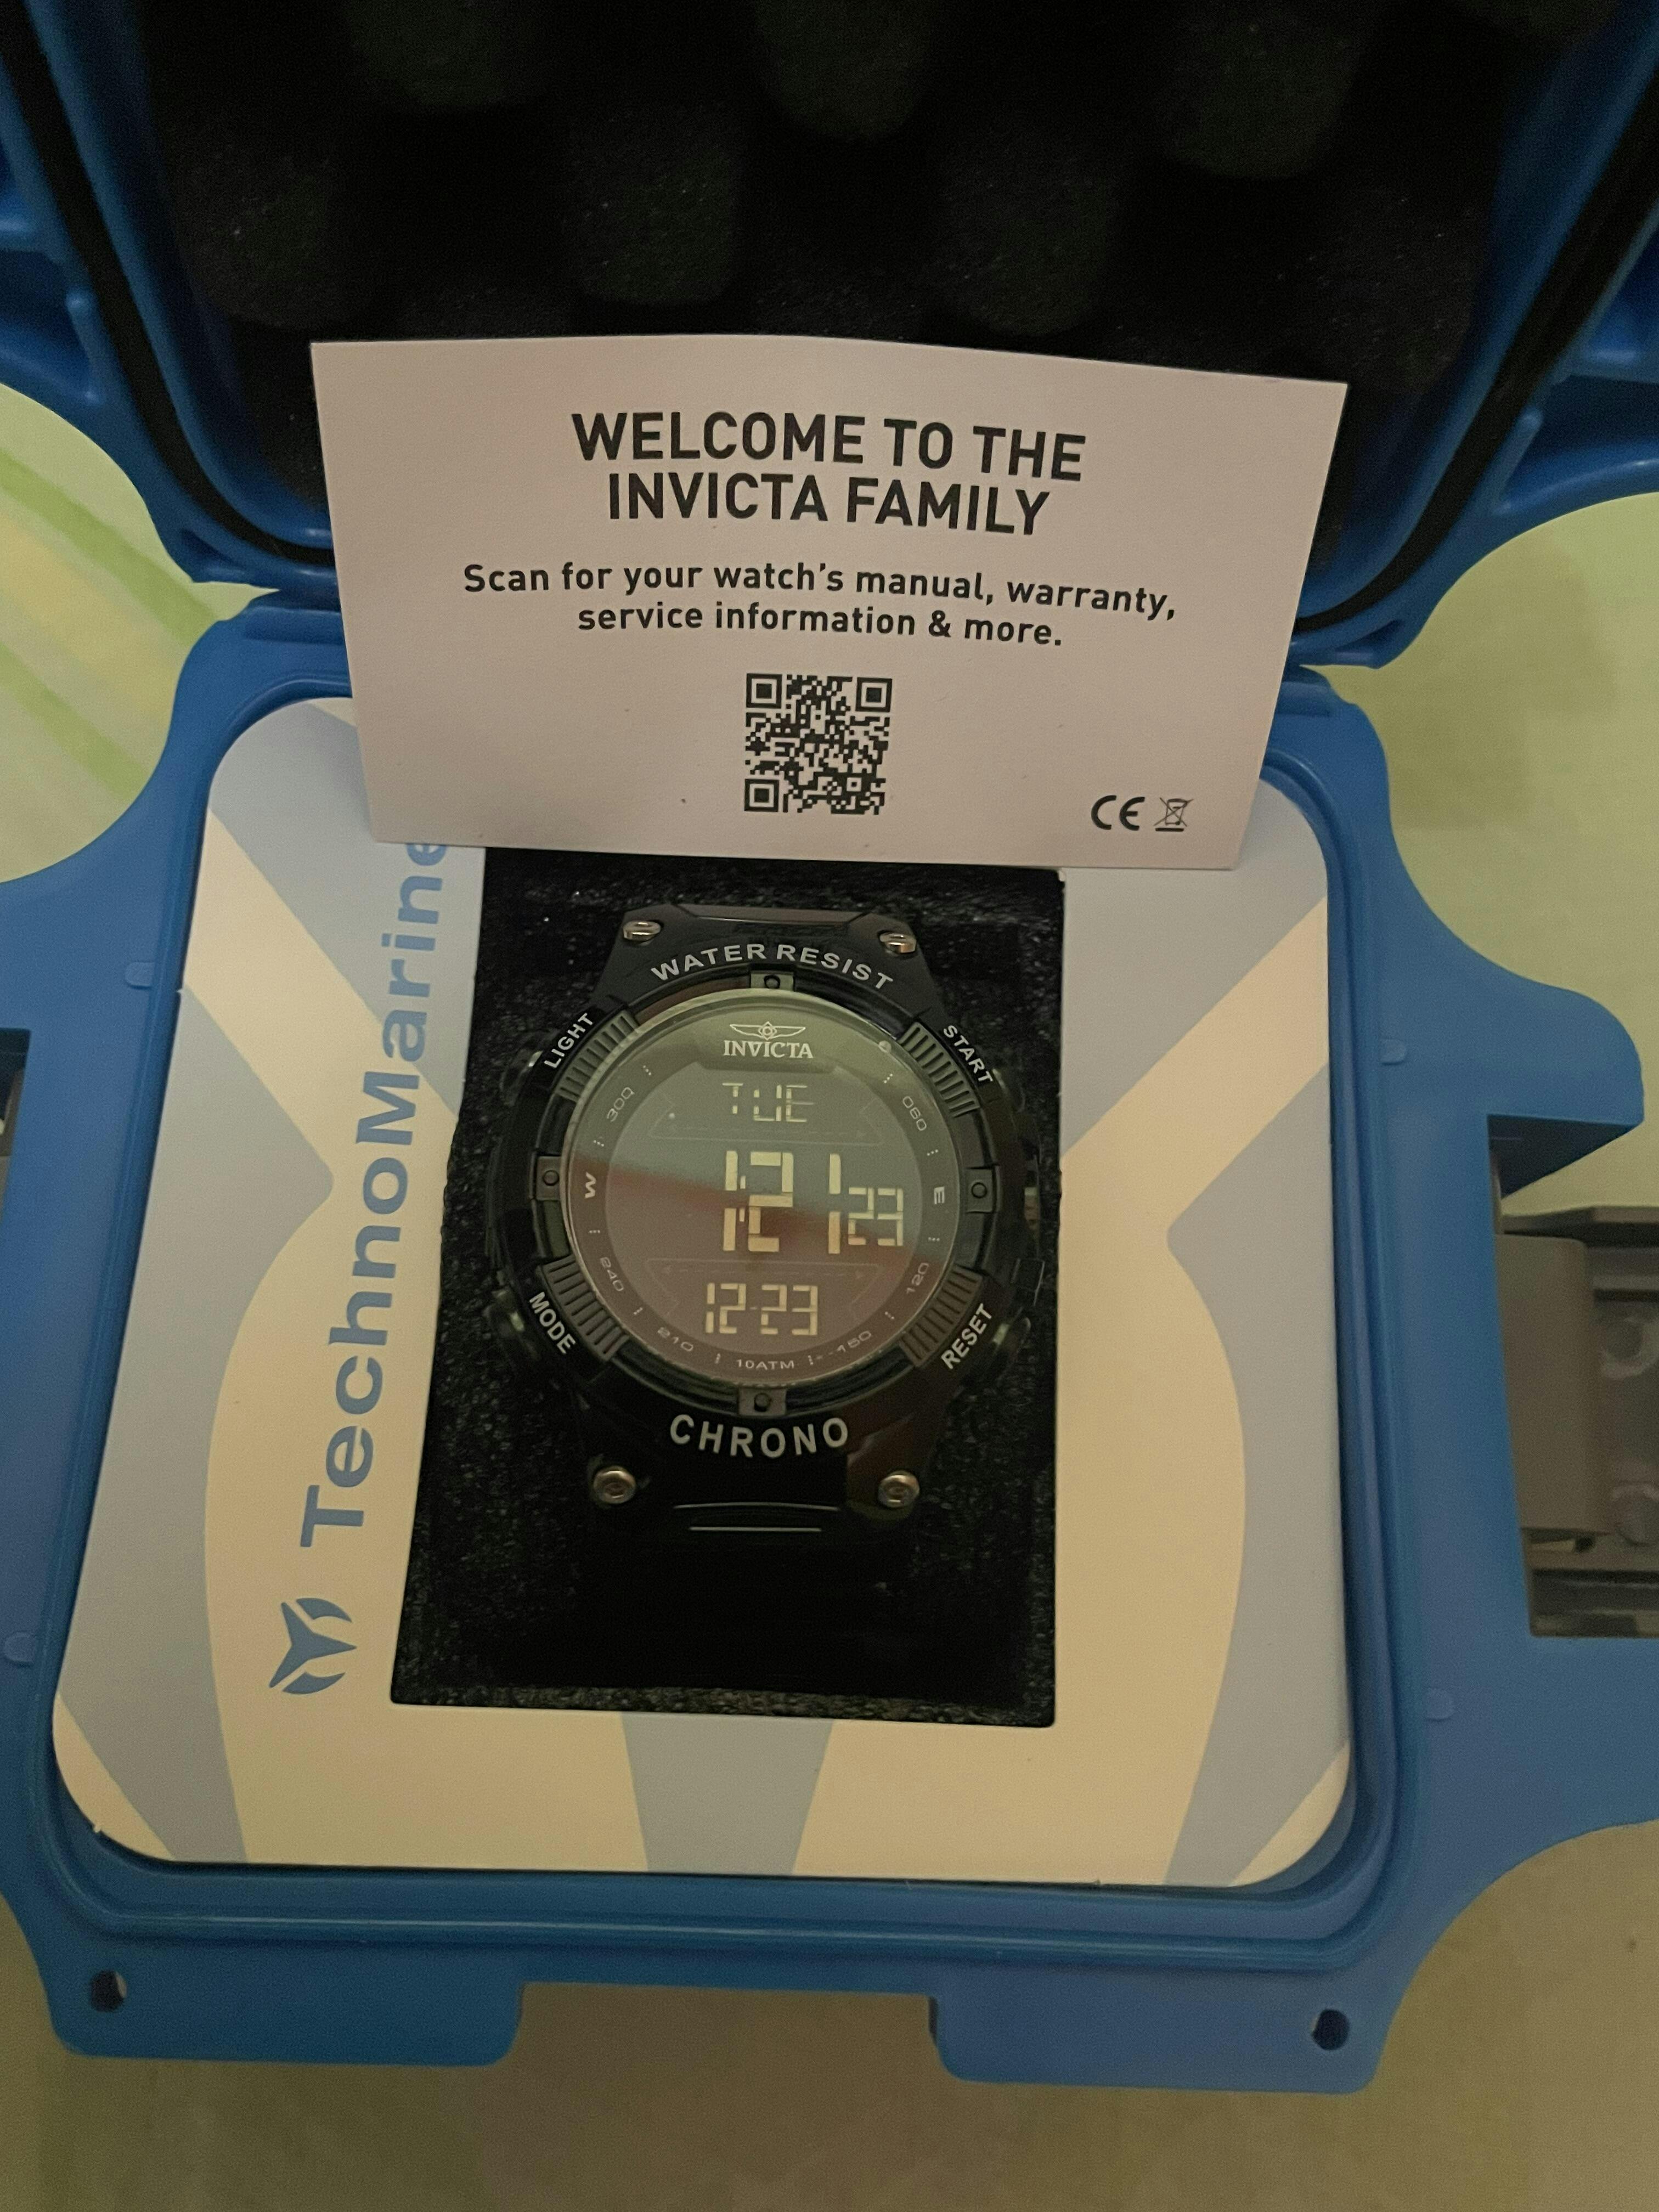 WELCOME TO THE
INVICTA FAMILY
Scan for your watch's manual, warranty,
service information & more.
CE
TechnoMarine
WATER RESIST
LIGHT
START
INVICTA
TUE
300
060
W
E
23
12-23
240
120
210
150
10ATM
MODE
RESET
CHRONO